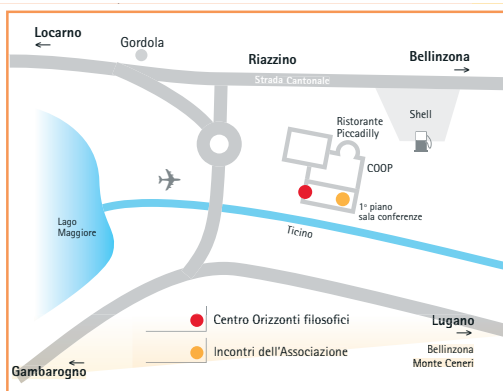 Locarno
Gordola
Riazzino
Bellinzona
Strada Cantonale
Shell
Ristorante
Piccadilly
COOP
1° piano
sala conferenze
Lago
Maggiore
Ticino
Centro Orizzonti filosofici
Lugano
Incontri dell'Associazione
Bellinzona
Monte Ceneri
Gambarogno